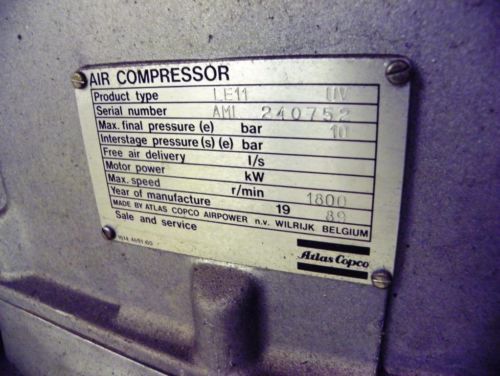 AIR COMPRESSOR
Product type LE11 UV
Serial number AML 240752
Max. final pressure (e) bar 10
Interstage pressure (s) (e) bar
Free air delivery l/s
Motor power kW
Max. speed r/min 1800
Year of manufacture 19 89
MADE BY ATLAS COPCO AIRPOWER n.v. WILRIJK BELGIUM
Sale and service
Atlas Copco